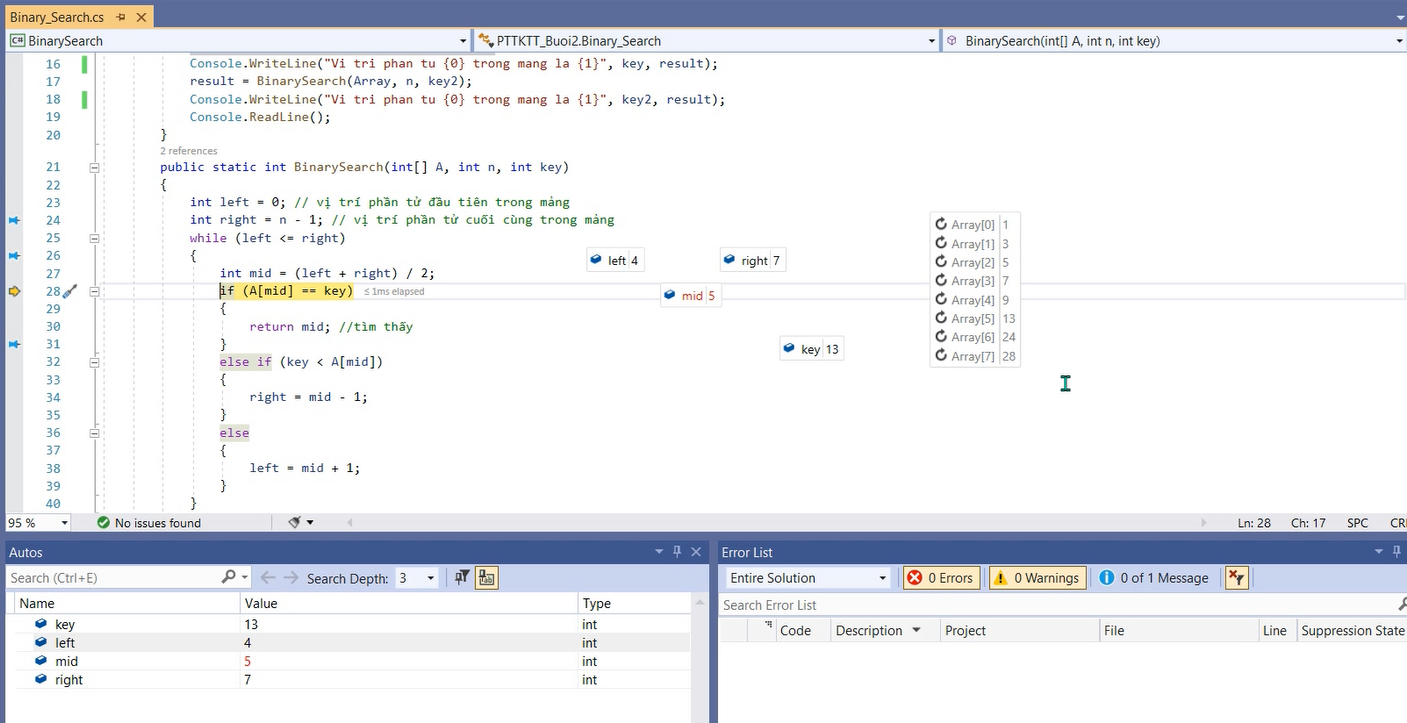 Binary_Search.cs
C# BinarySearch
PTTKTT_Buoi2.Binary_Search
BinarySearch(int[] A, int n, int key)
16 Console.WriteLine("Vi tri phan tu {0} trong mang la {1}", key, result);
17 result = BinarySearch(Array, n, key2);
18 Console.WriteLine("Vi tri phan tu {0} trong mang la {1}", key2, result);
19 Console.ReadLine();
20 }
2 references
21 public static int BinarySearch(int[] A, int n, int key)
22 {
23 int left = 0; // vị trí phần tử đầu tiên trong mảng
24 int right = n - 1; // vị trí phần tử cuối cùng trong mảng
25 while (left <= right)
26 {
27 int mid = (left + right) / 2;
28 if (A[mid] == key) ≤ 1ms elapsed
29 {
30 return mid; //tìm thấy
31 }
32 else if (key < A[mid])
33 {
34 right = mid - 1;
35 }
36 else
37 {
38 left = mid + 1;
39 }
40 }
left 4
right 7
mid 5
key 13
Array[0] 1
Array[1] 3
Array[2] 5
Array[3] 7
Array[4] 9
Array[5] 13
Array[6] 24
Array[7] 28
95 %
No issues found
Ln: 28 Ch: 17 SPC CRL
Autos
Search (Ctrl+E)
Search Depth: 3
Name Value Type
key 13 int
left 4 int
mid 5 int
right 7 int
Error List
Entire Solution
0 Errors
0 Warnings
0 of 1 Message
Search Error List
Code Description Project File Line Suppression State